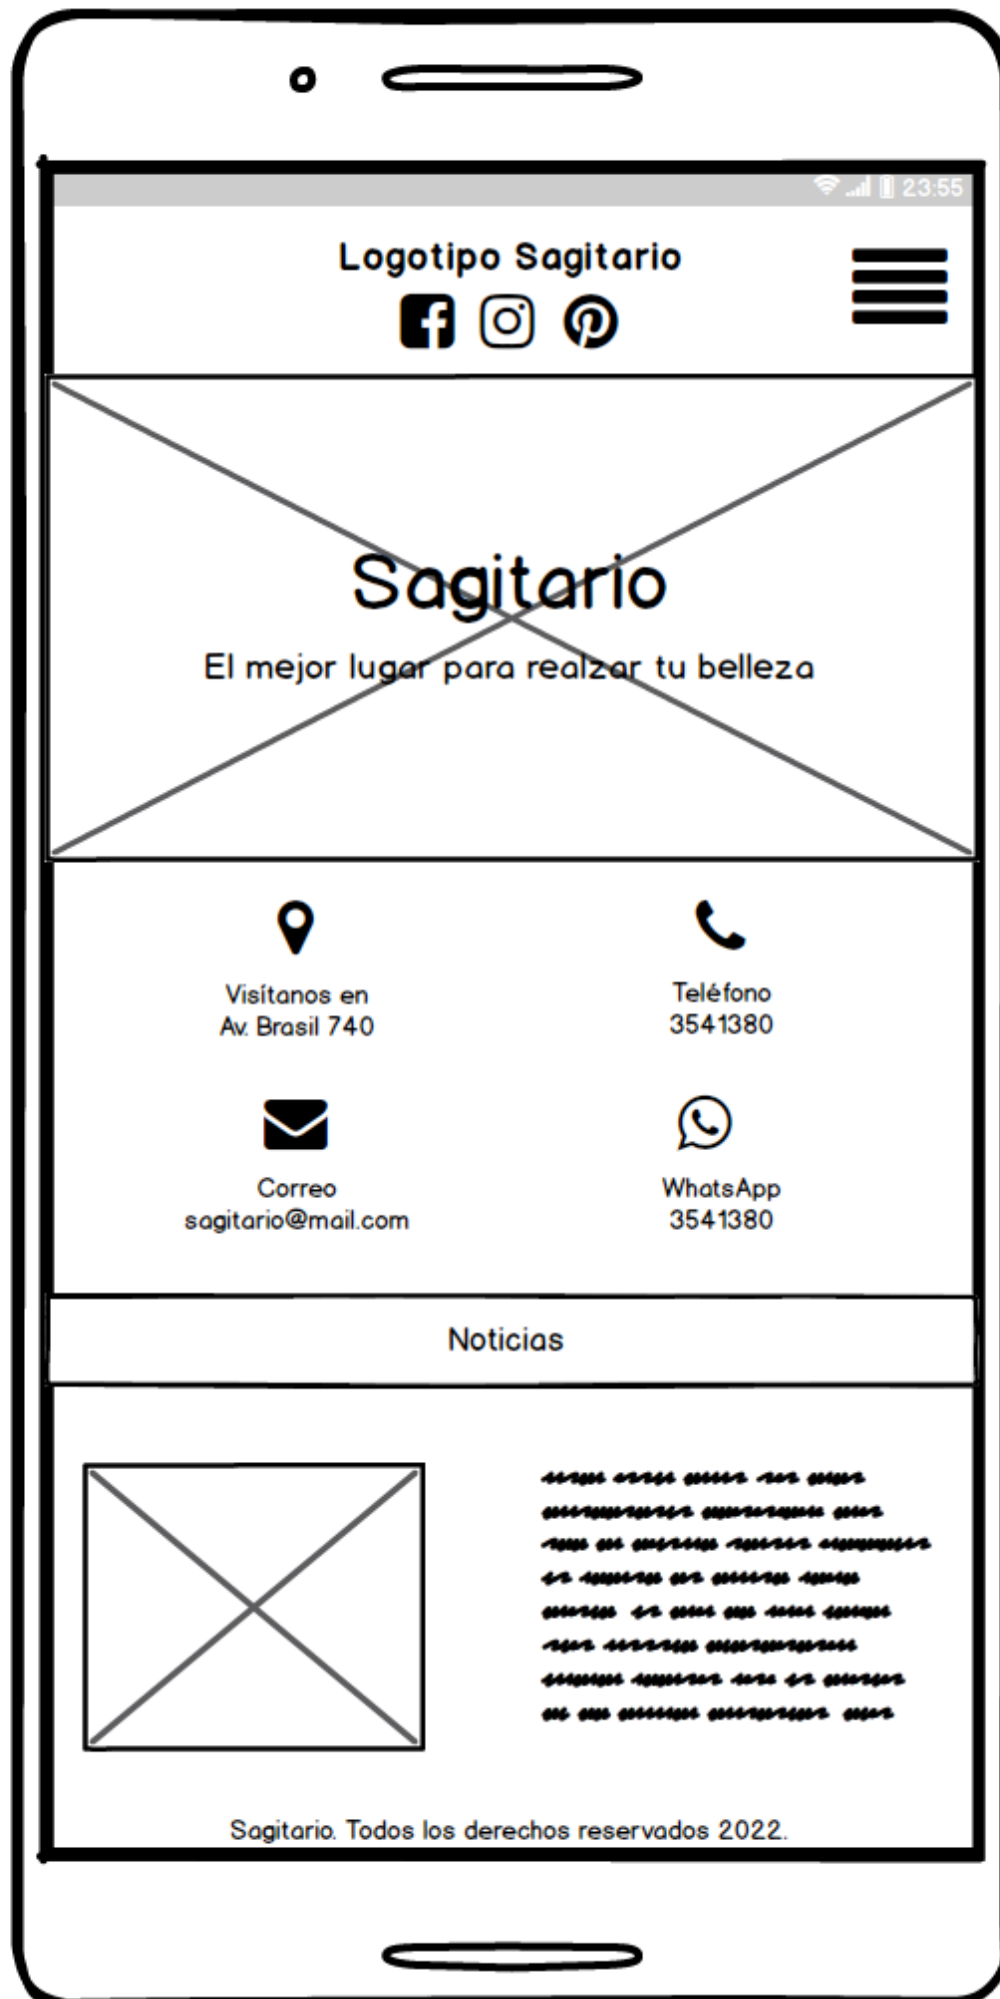 23:55
Logotipo Sagitario
Sagitario
El mejor lugar para realzar tu belleza
Visítanos en
Av. Brasil 740
Teléfono
3541380
Correo
sagitario@mail.com
WhatsApp
3541380
Noticias
Sagitario. Todos los derechos reservados 2022.